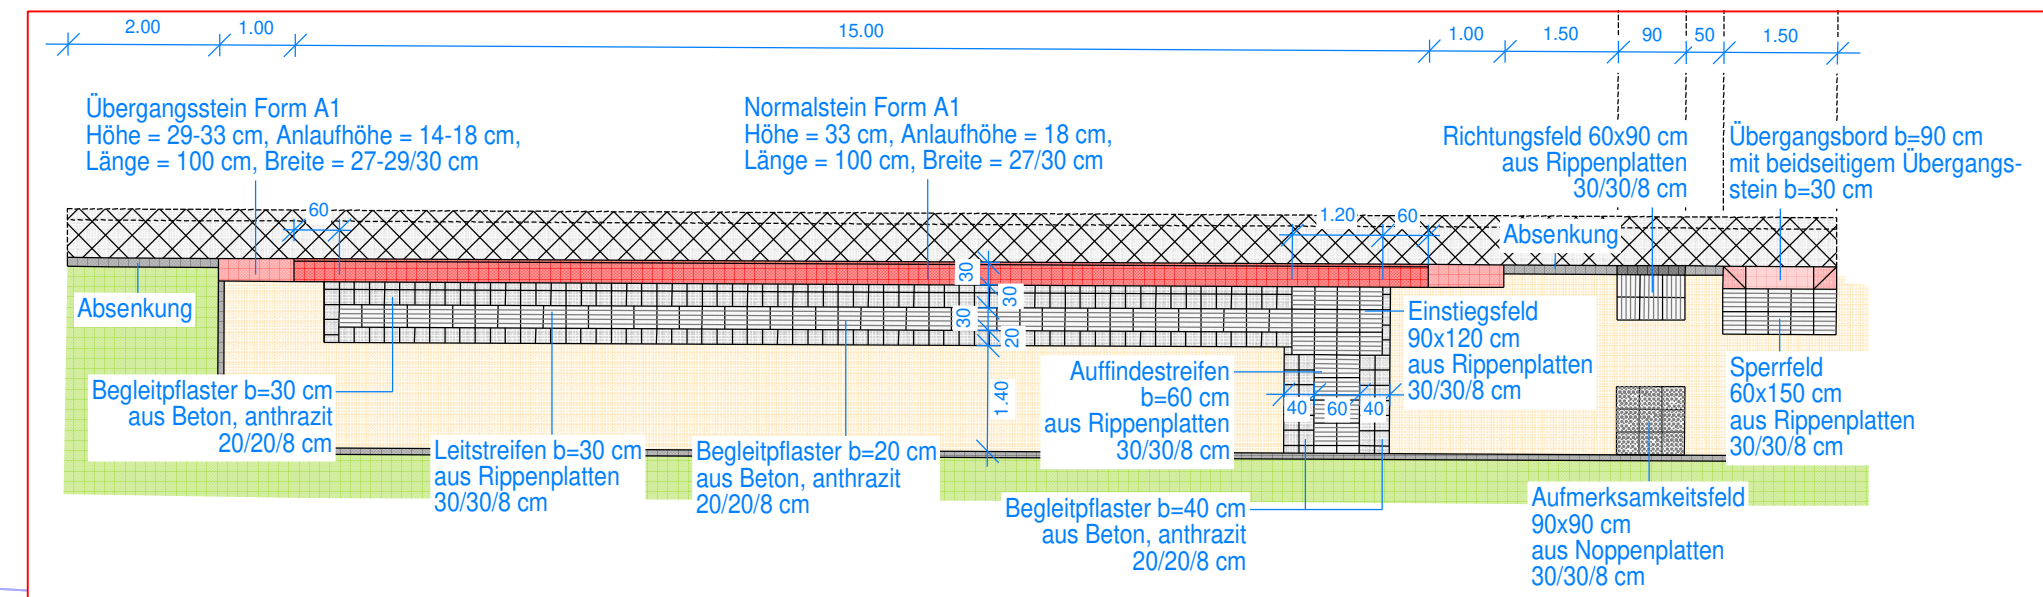 2.00
1.00
15.00
1.00
1.50
90
50
1.50
Übergangsstein Form A1
Höhe = 29-33 cm, Anlaufhöhe = 14-18 cm,
Länge = 100 cm, Breite = 27-29/30 cm
Normalstein Form A1
Höhe = 33 cm, Anlaufhöhe = 18 cm,
Länge = 100 cm, Breite = 27/30 cm
Richtungsfeld 60x90 cm
aus Rippenplatten
30/30/8 cm
Übergangsbord b=90 cm
mit beidseitigem Übergangs-
stein b=30 cm
60
1.20
60
Absenkung
30
30
30
20
1.40
Absenkung
Einstiegsfeld
90x120 cm
aus Rippenplatten
30/30/8 cm
Begleitpflaster b=30 cm
aus Beton, anthrazit
20/20/8 cm
Leitstreifen b=30 cm
aus Rippenplatten
30/30/8 cm
Begleitpflaster b=20 cm
aus Beton, anthrazit
20/20/8 cm
Auffindestreifen
b=60 cm
aus Rippenplatten
30/30/8 cm
40
60
40
Sperrfeld
60x150 cm
aus Rippenplatten
30/30/8 cm
Begleitpflaster b=40 cm
aus Beton, anthrazit
20/20/8 cm
Aufmerksamkeitsfeld
90x90 cm
aus Noppenplatten
30/30/8 cm